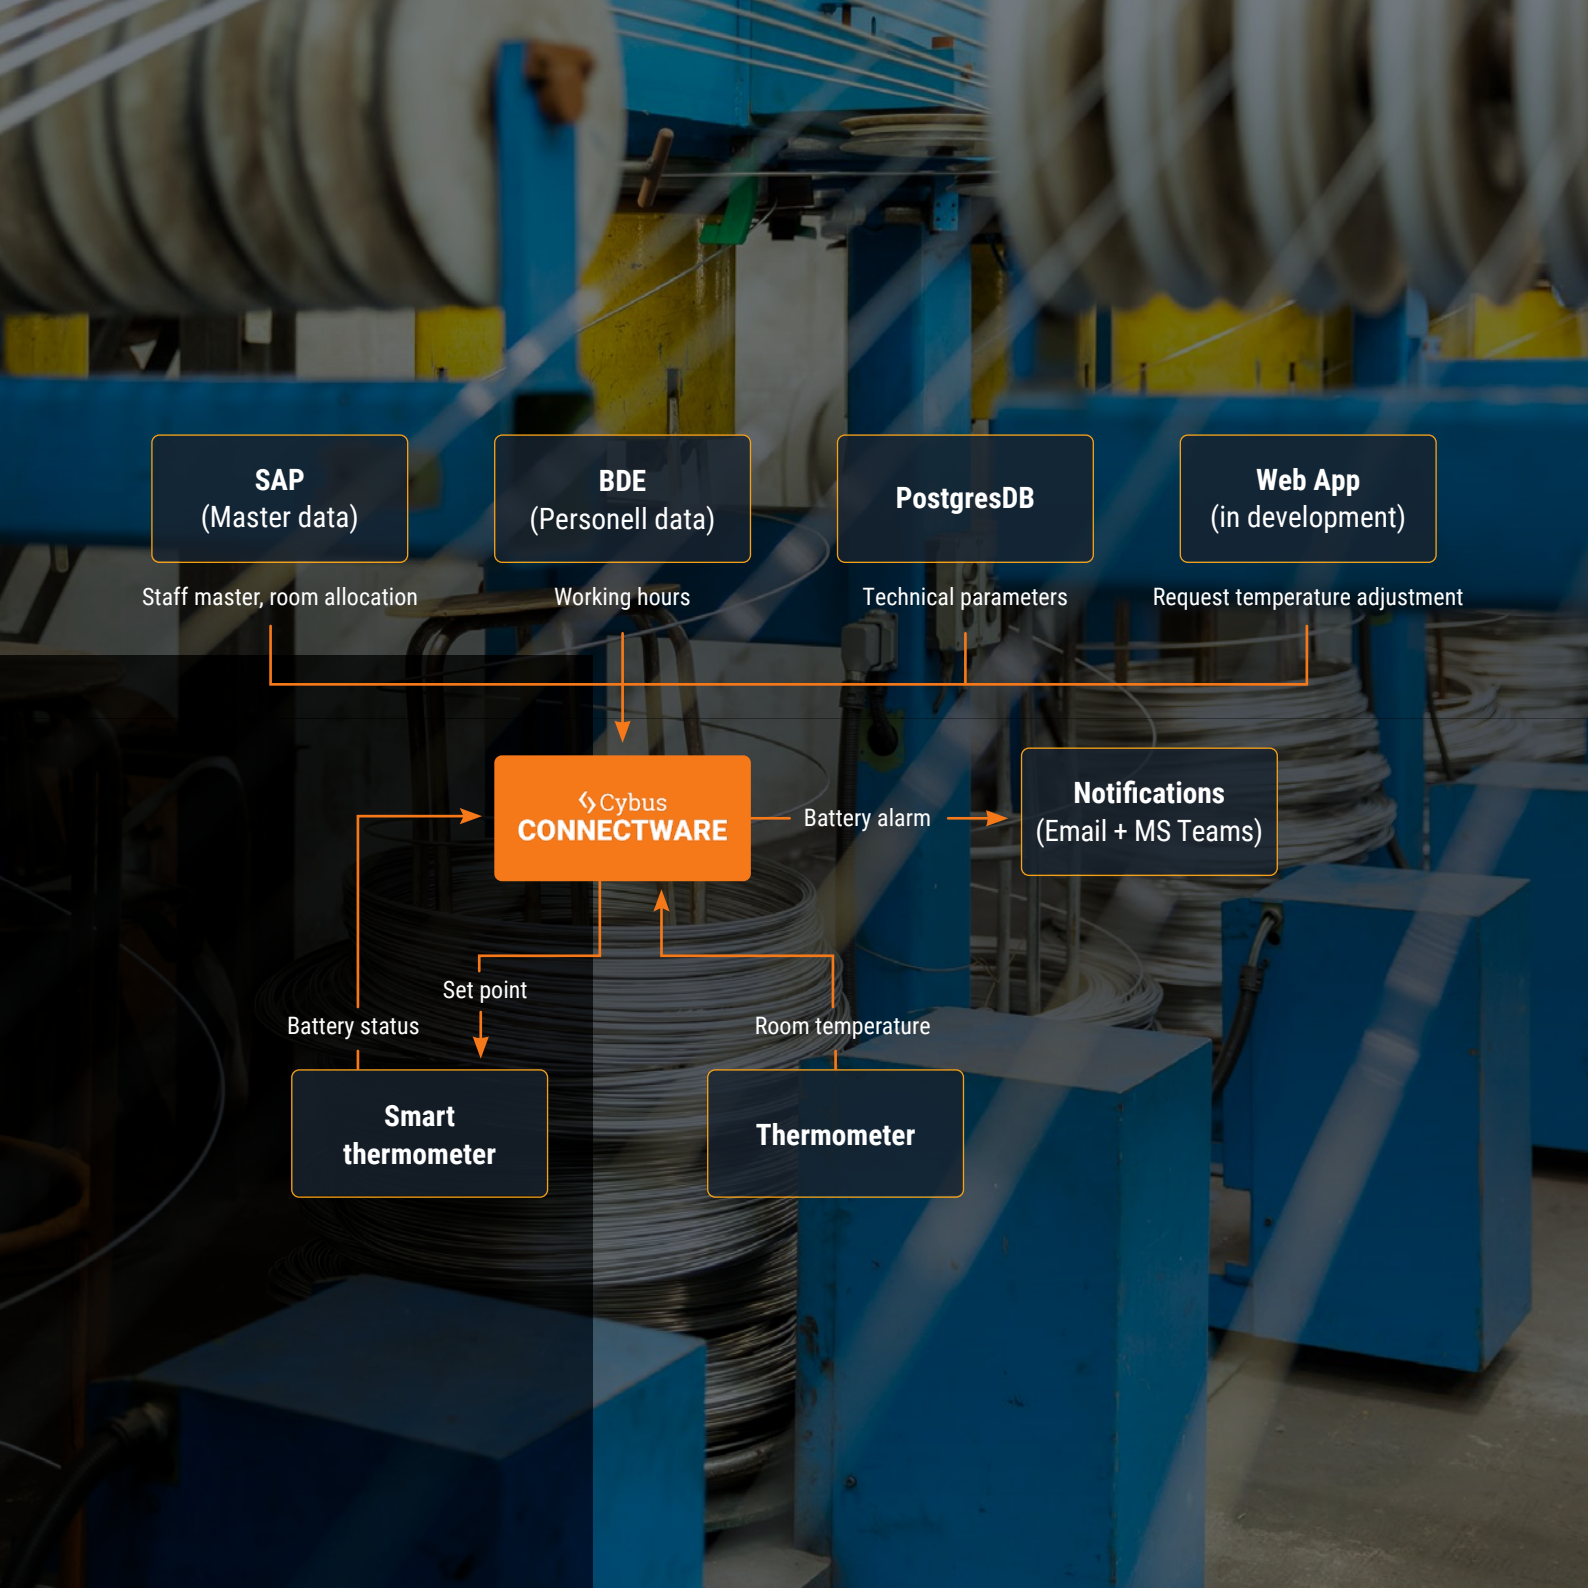 SAP
(Master data)
BDE
(Personell data)
PostgresDB
Web App
(in development)
Staff master, room allocation
Working hours
Technical parameters
Request temperature adjustment
Cybus
CONNECTWARE
Battery alarm
Notifications
(Email + MS Teams)
Set point
Battery status
Room temperature
Smart
thermometer
Thermometer